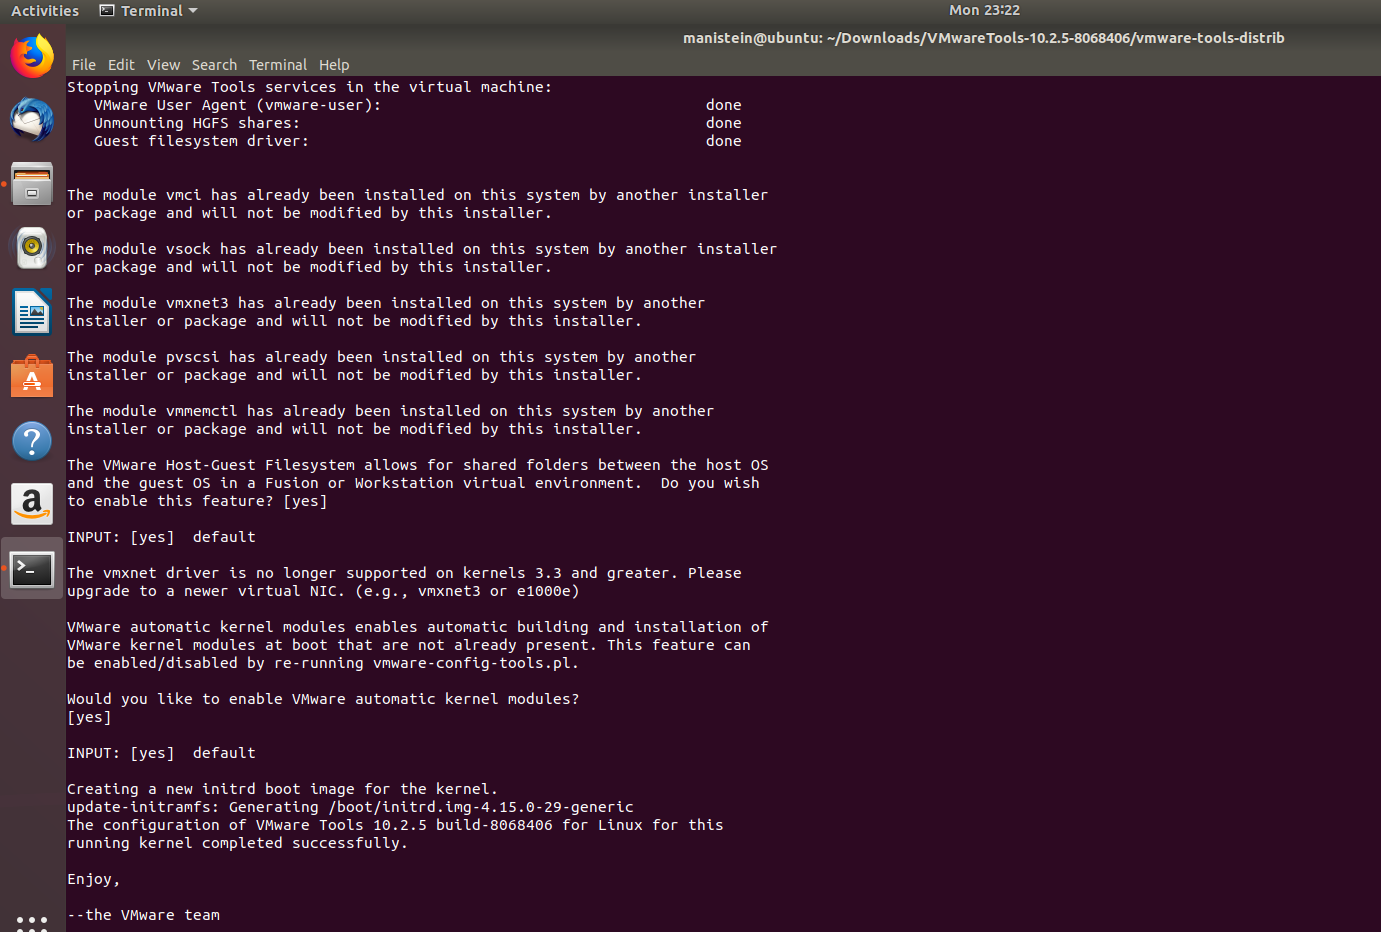 Activities Terminal Mon 23:22
manistein@ubuntu: ~/Downloads/VMwareTools-10.2.5-8068406/vmware-tools-distrib
File Edit View Search Terminal Help
Stopping VMware Tools services in the virtual machine:
VMware User Agent (vmware-user): done
Unmounting HGFS shares: done
Guest filesystem driver: done
The module vmci has already been installed on this system by another installer
or package and will not be modified by this installer.
The module vsock has already been installed on this system by another installer
or package and will not be modified by this installer.
The module vmxnet3 has already been installed on this system by another
installer or package and will not be modified by this installer.
The module pvscsi has already been installed on this system by another
installer or package and will not be modified by this installer.
The module vmmemctl has already been installed on this system by another
installer or package and will not be modified by this installer.
The VMware Host-Guest Filesystem allows for shared folders between the host OS
and the guest OS in a Fusion or Workstation virtual environment.  Do you wish
to enable this feature? [yes]
INPUT: [yes]  default
The vmxnet driver is no longer supported on kernels 3.3 and greater. Please
upgrade to a newer virtual NIC. (e.g., vmxnet3 or e1000e)
VMware automatic kernel modules enables automatic building and installation of
VMware kernel modules at boot that are not already present. This feature can
be enabled/disabled by re-running vmware-config-tools.pl.
Would you like to enable VMware automatic kernel modules?
[yes]
INPUT: [yes]  default
Creating a new initrd boot image for the kernel.
update-initramfs: Generating /boot/initrd.img-4.15.0-29-generic
The configuration of VMware Tools 10.2.5 build-8068406 for Linux for this
running kernel completed successfully.
Enjoy,
--the VMware team